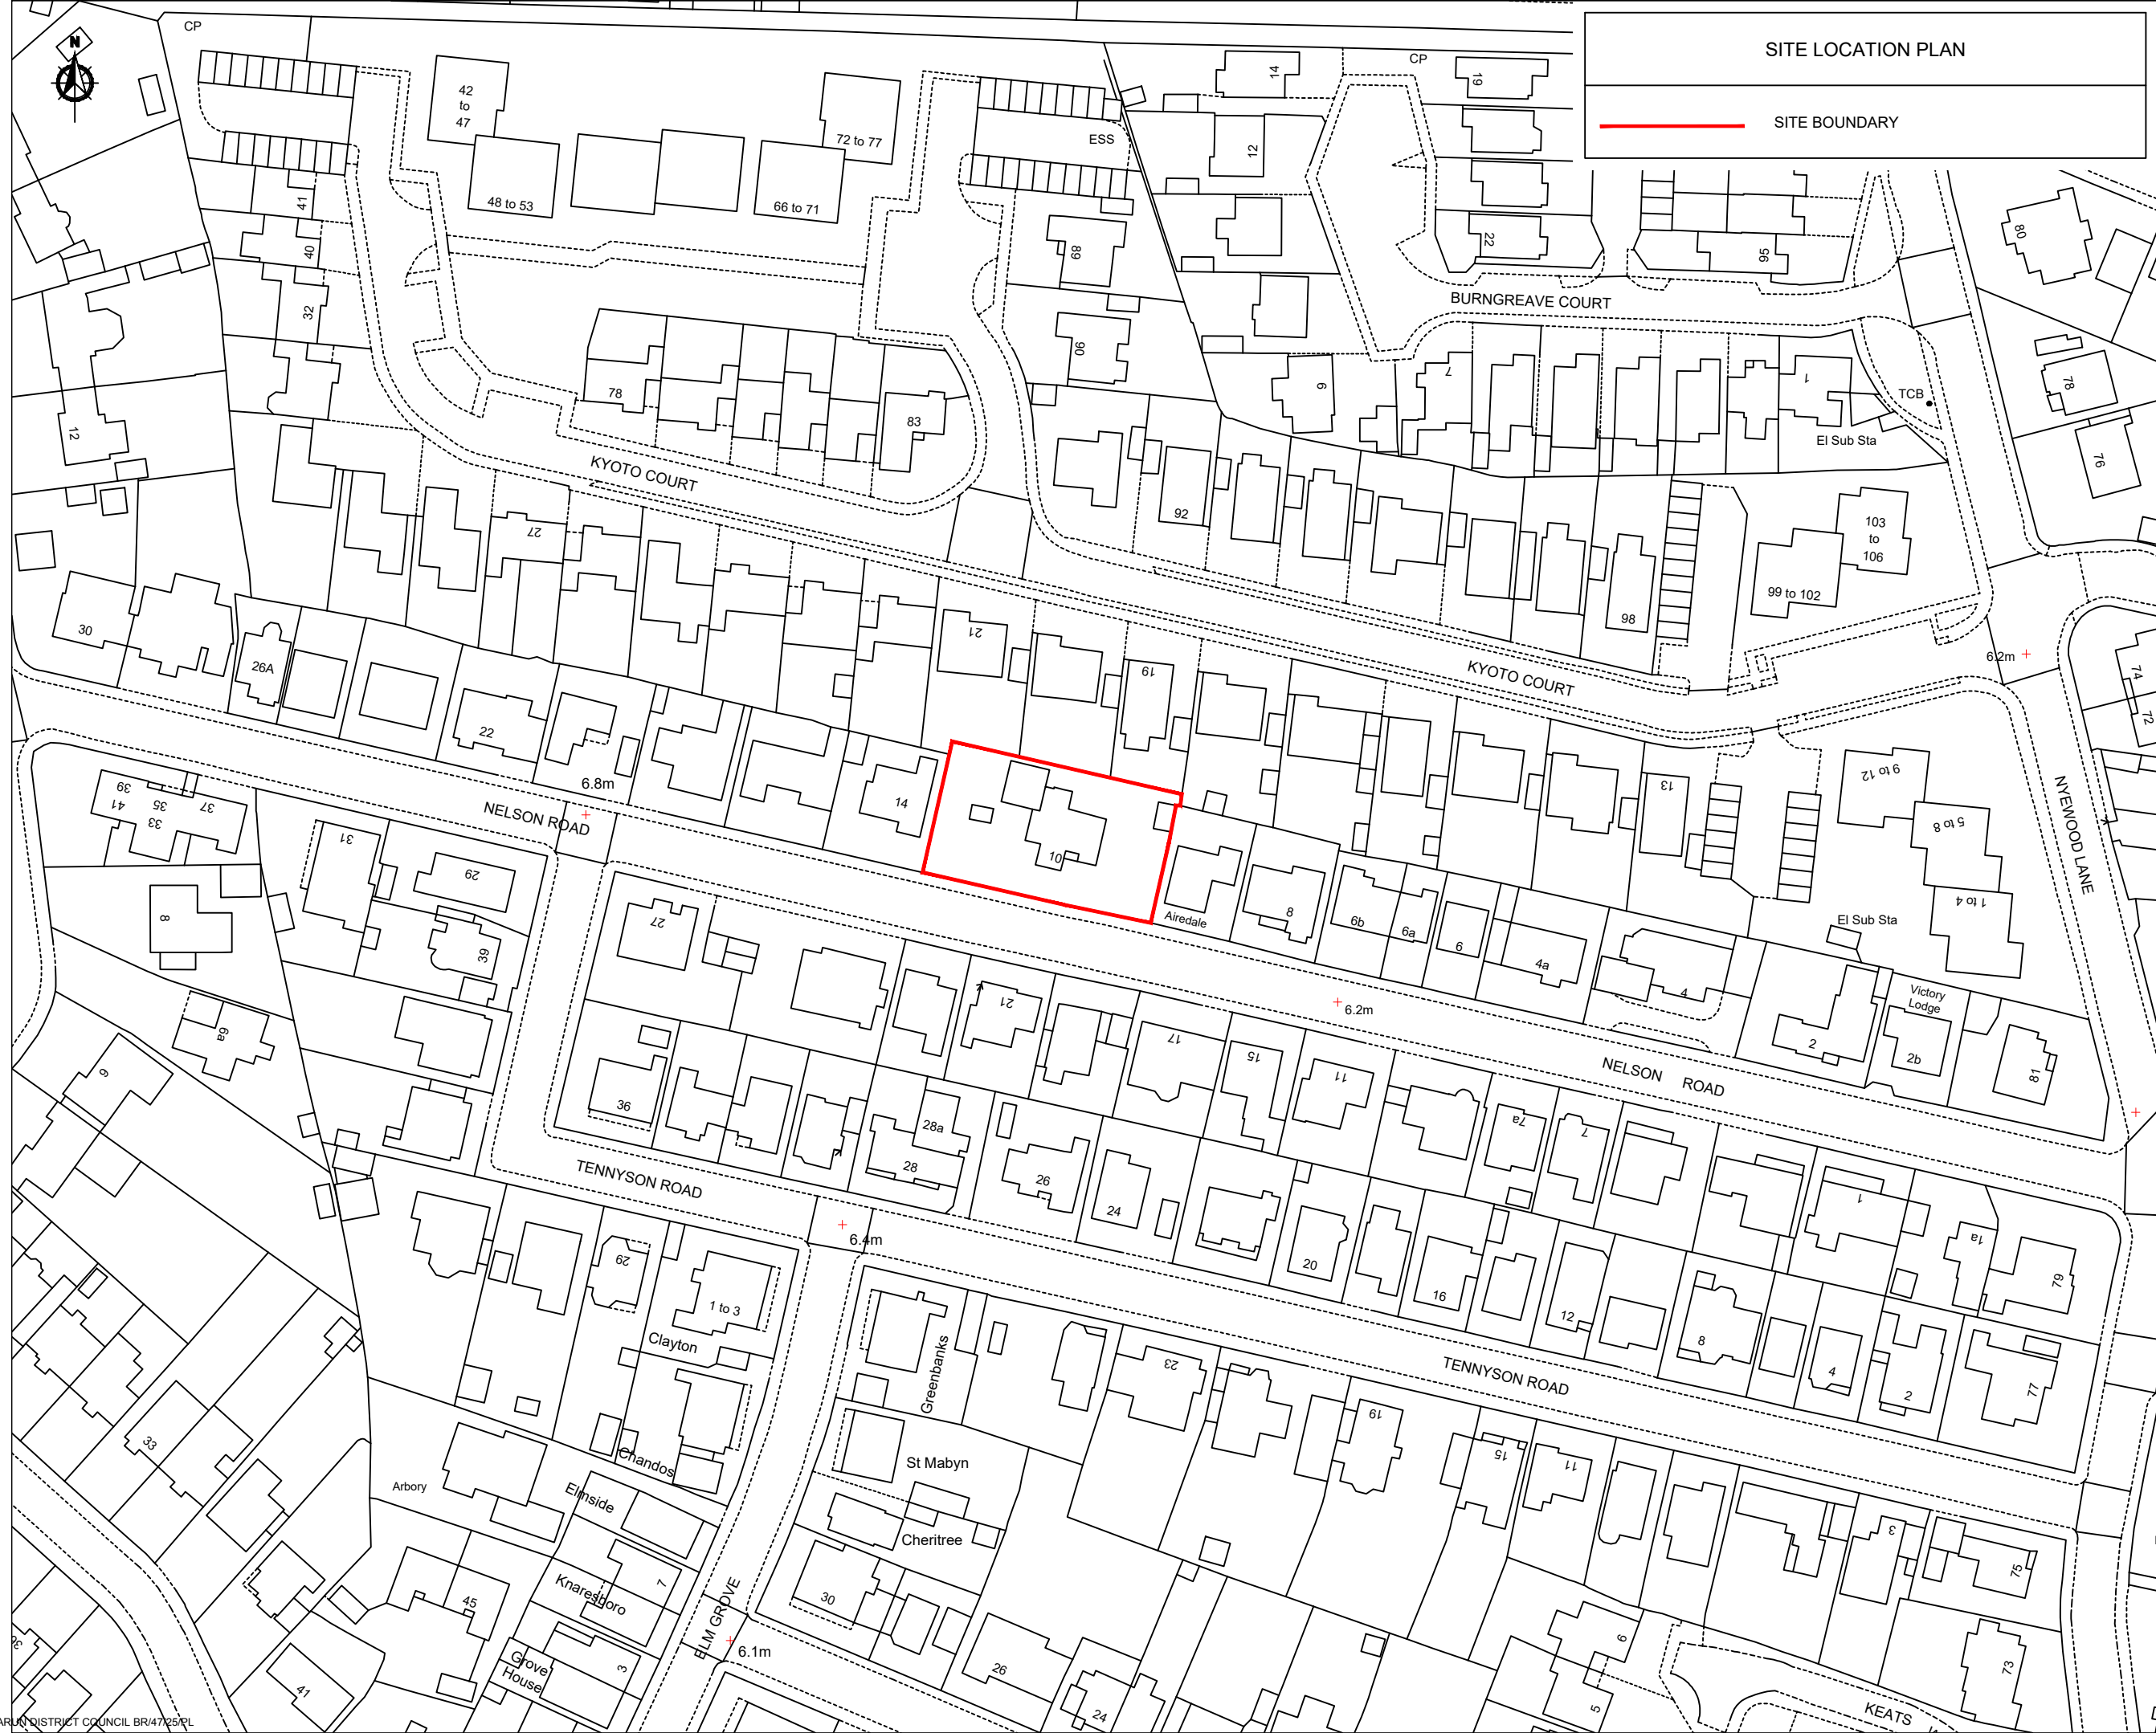 SITE LOCATION PLAN
SITE BOUNDARY
N
CP
42
to
47
72 to 77
48 to 53
66 to 71
ESS
14
CP
19
12
41
40
32
89
22
95
80
BURNGREAVE COURT
90
9
7
1
TCB
El Sub Sta
78
76
12
78
83
KYOTO COURT
27
92
98
103
to
106
99 to 102
30
26A
21
19
KYOTO COURT
6.2m
74
72
22
6.8m
14
10
13
9 to 12
5 to 8
1 to 4
NYEWOOD LANE
39
41
35
33
37
NELSON ROAD
31
29
8
39
27
Airedale
8
6b
6a
6
4a
4
El Sub Sta
2
Victory
Lodge
2b
81
6a
9
21
6.2m
17
15
11
NELSON ROAD
7a
7
1
1a
79
36
28a
28
26
24
20
16
12
8
4
2
77
TENNYSON ROAD
6.4m
29
1 to 3
Clayton
Greenbanks
23
19
TENNYSON ROAD
15
11
3
75
33
Arbory
Chandos
Elmside
St Mabyn
Cheritree
30
45
Knaresboro
7
Grove
House
3
ELM GROVE
6.1m
26
24
41
6
5
73
KEATS
ARUN DISTRICT COUNCIL BR/47/25/PL